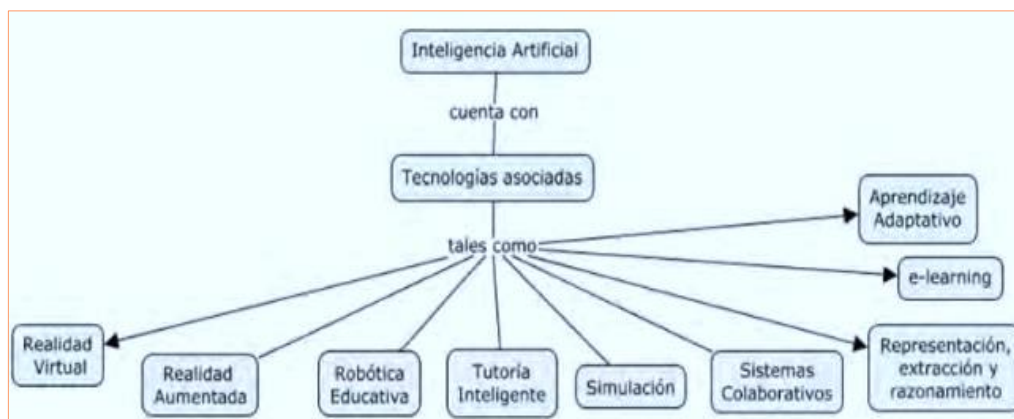 Inteligencia Artificial
cuenta con
Tecnologías asociadas
tales como
Aprendizaje
Adaptativo
e-learning
Realidad
Virtual
Realidad
Aumentada
Robótica
Educativa
Tutoría
Inteligente
Simulación
Sistemas
Colaborativos
Representación,
extracción y
razonamiento